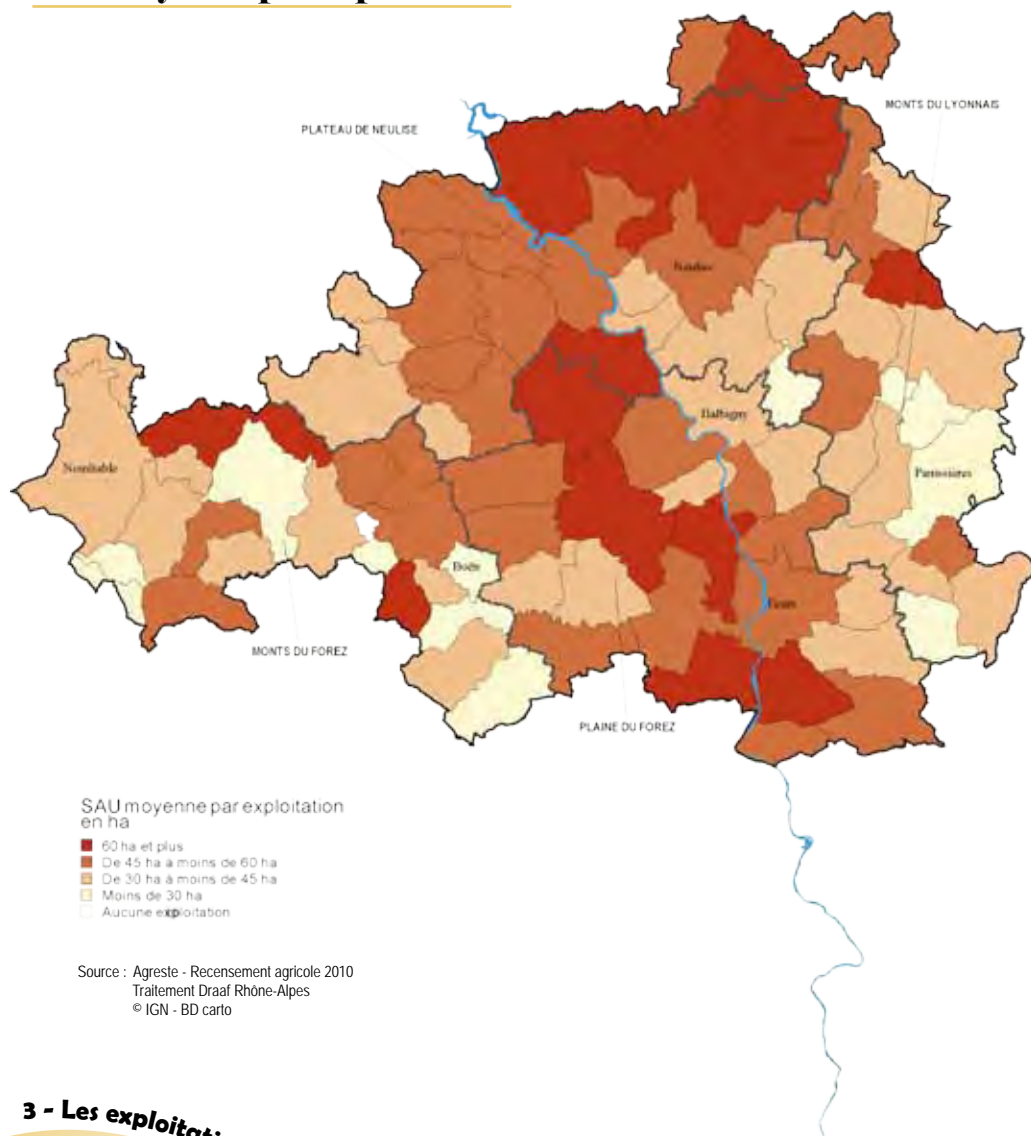 PLATEAU DE NEULISE
MONTS DU LYONNAIS
Balbigny
Noirétable
Panissières
Boën
Feurs
MONTS DU FOREZ
PLAINE DU FOREZ
SAU moyenne par exploitation
en ha
60 ha et plus
De 45 ha à moins de 60 ha
De 30 ha à moins de 45 ha
Moins de 30 ha
Aucune exploitation
Source : Agreste - Recensement agricole 2010
Traitement Draaf Rhône-Alpes
© IGN - BD carto
3 - Les exploitati